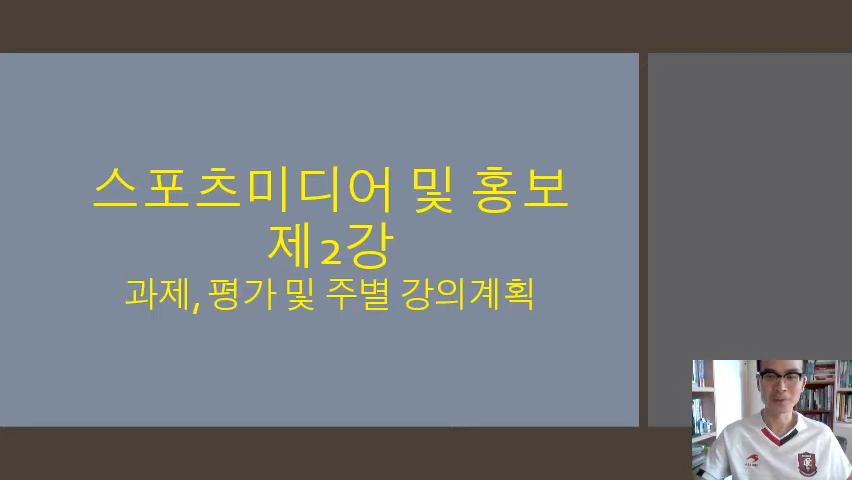 스포츠미디어 및 홍보
제2강
과제, 평가 및 주별 강의계획